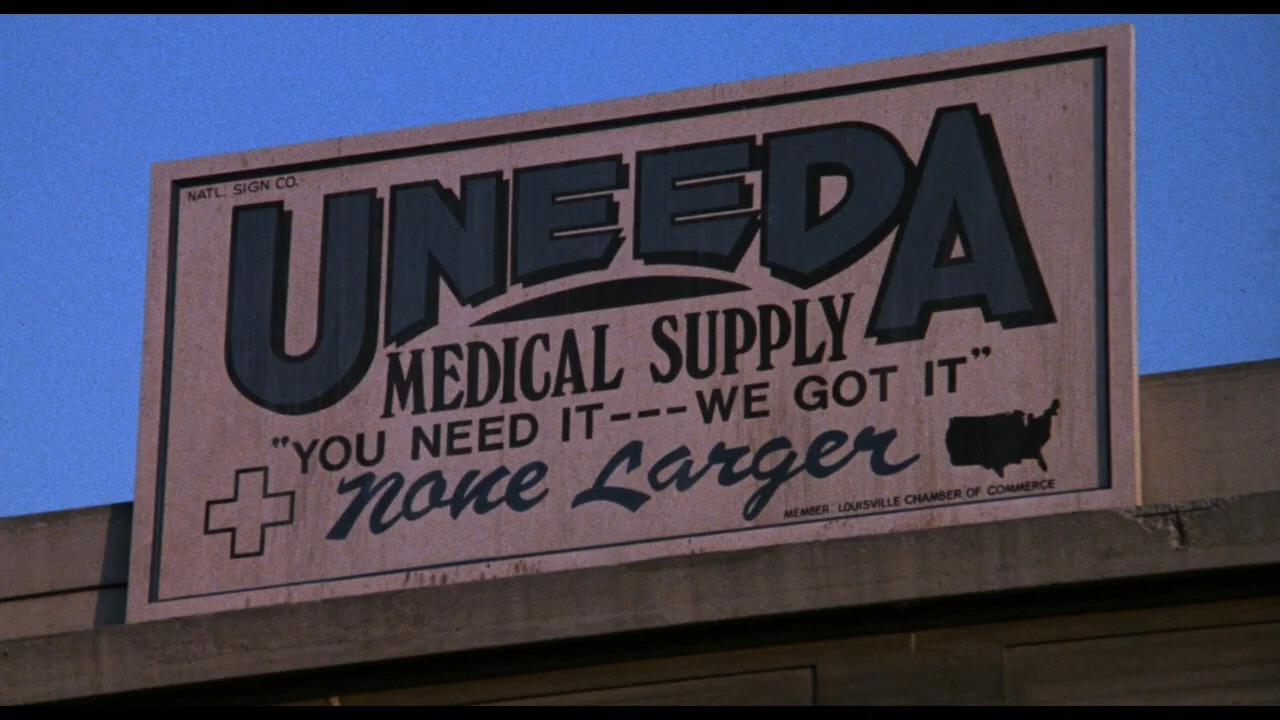 NATL. SIGN CO.
UNEEDA
MEDICAL SUPPLY
"YOU NEED IT---WE GOT IT"
None Larger
MEMBER: LOUISVILLE CHAMBER OF COMMERCE